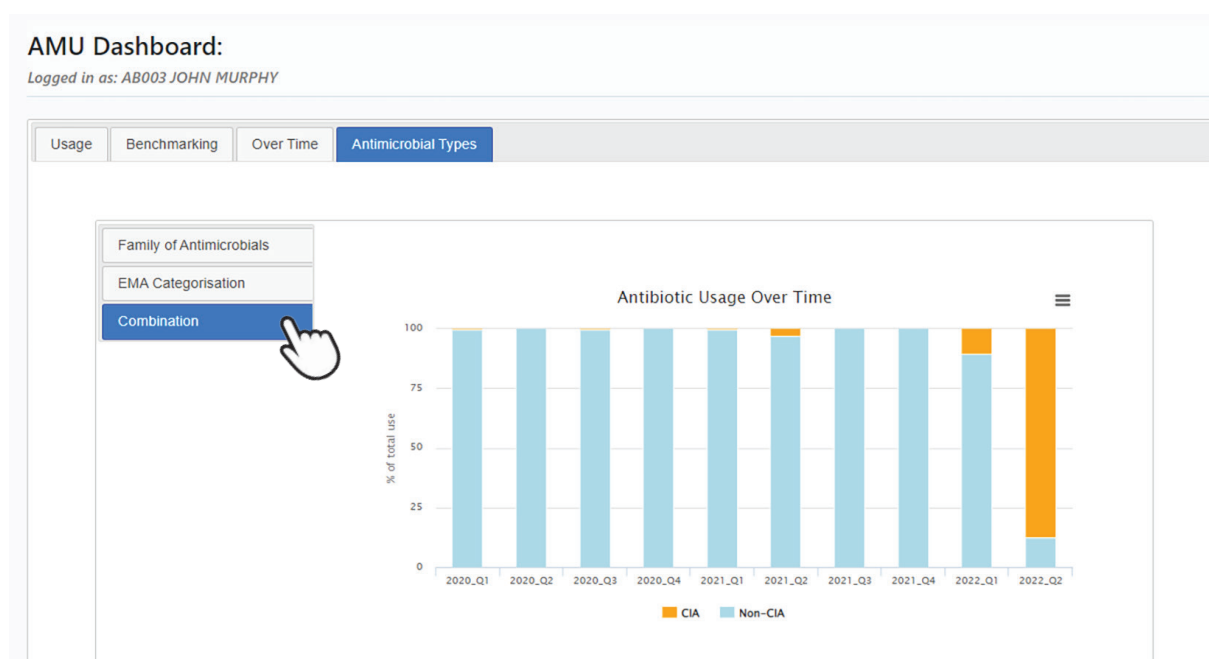 AMU Dashboard:
Logged in as: AB003 JOHN MURPHY
Usage
Benchmarking
Over Time
Antimicrobial Types
Family of Antimicrobials
EMA Categorisation
Combination
Antibiotic Usage Over Time
100
75
50
25
0
% of total use
2020_Q1 2020_Q2 2020_Q3 2020_Q4 2021_Q1 2021_Q2 2021_Q3 2021_Q4 2022_Q1 2022_Q2
CIA Non-CIA